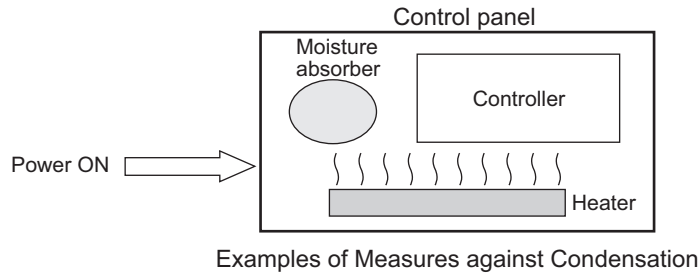 Control panel
Moisture
absorber
Controller
Power ON
Heater
Examples of Measures against Condensation